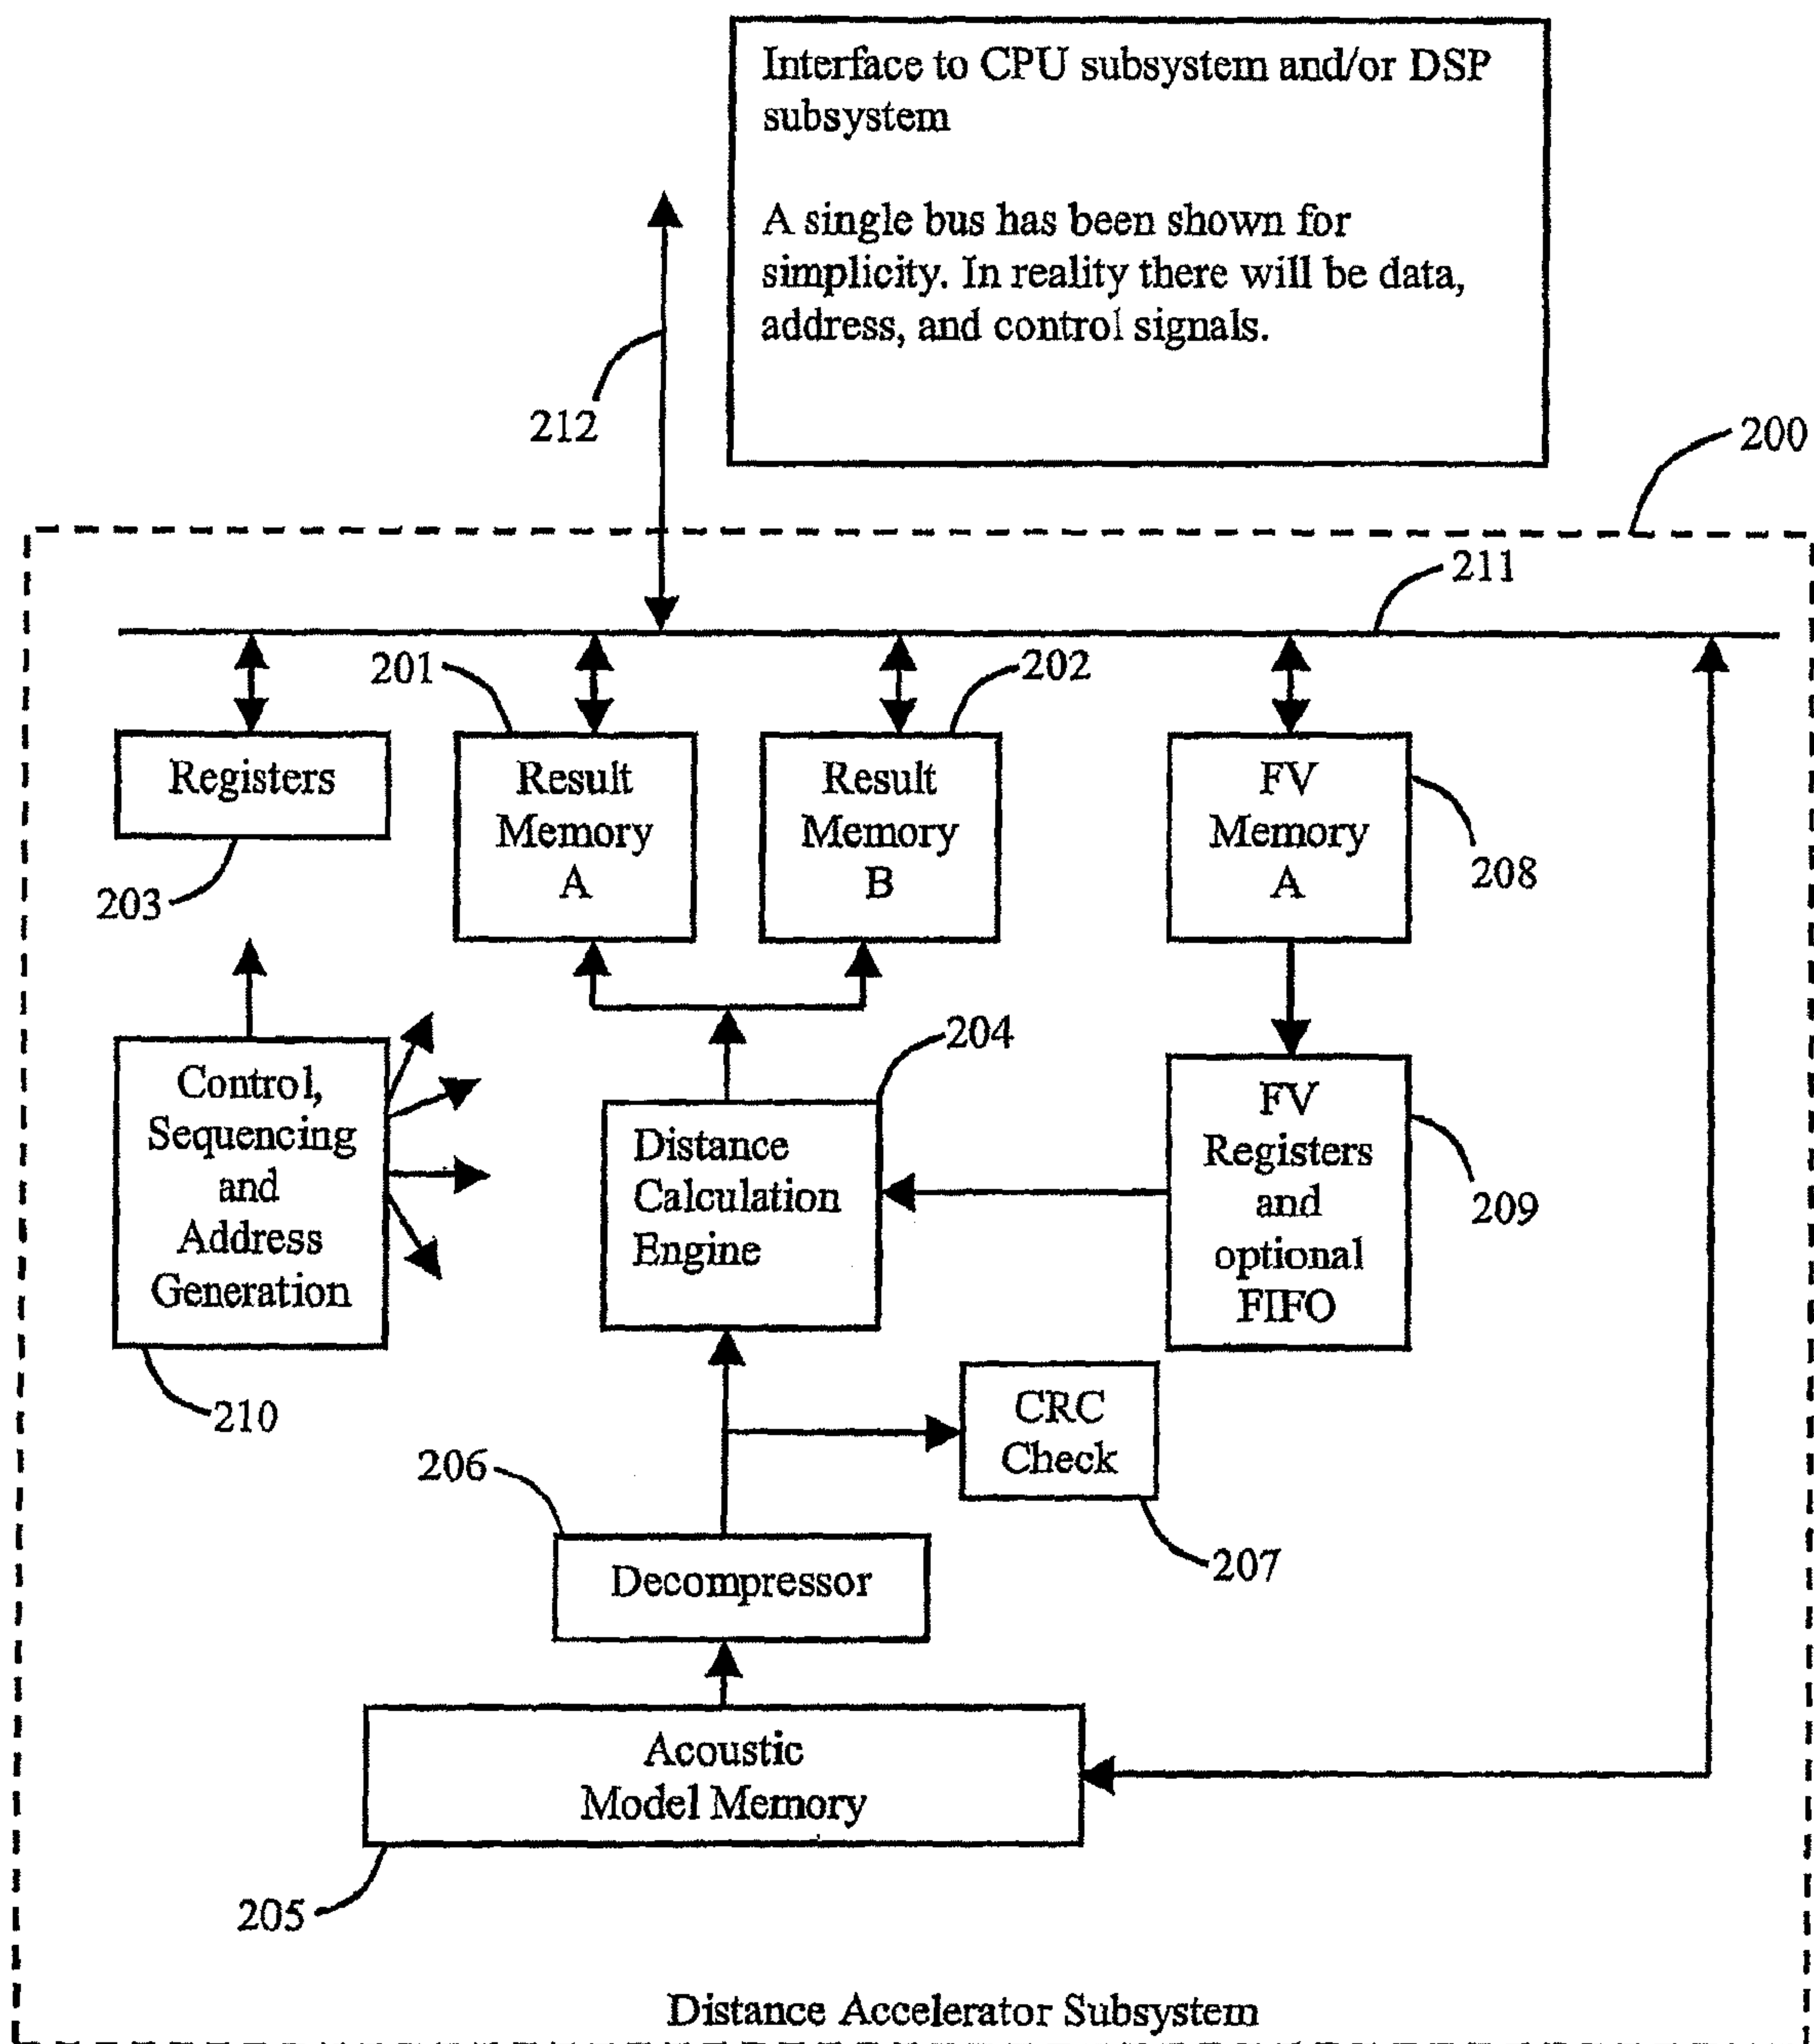 Interface to CPU subsystem and/or DSP
subsystem
A single bus has been shown for
simplicity. In reality there will be data,
address, and control signals.
212
200
211
201
202
Registers
Result
Memory
A
Result
Memory
B
FV
Memory
A
203
208
204
Control,
Sequencing
and
Address
Generation
Distance
Calculation
Engine
FV
Registers
and
optional
FIFO
209
210
CRC
Check
206
207
Decompressor
Acoustic
Model Memory
205
Distance Accelerator Subsystem